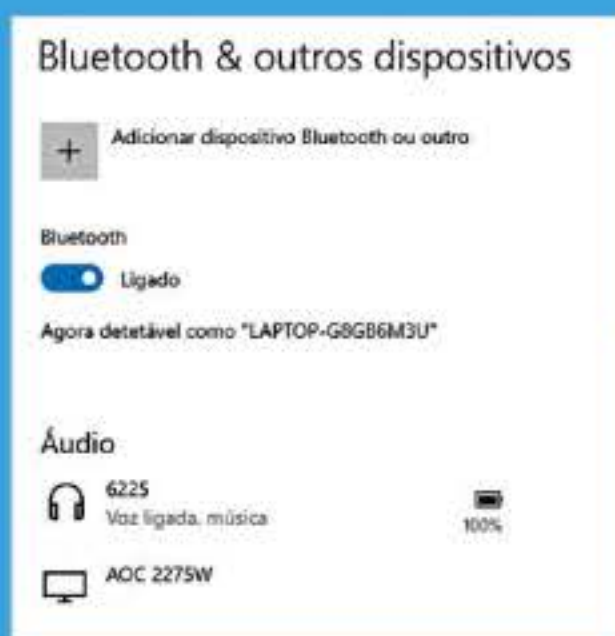 Bluetooth & outros dispositivos
+
Adicionar dispositivo Bluetooth ou outro
Bluetooth
Ligado
Agora detetável como "LAPTOP-G8GB6M3U"
Áudio
6225
Voz ligada, música
100%
AOC 2275W